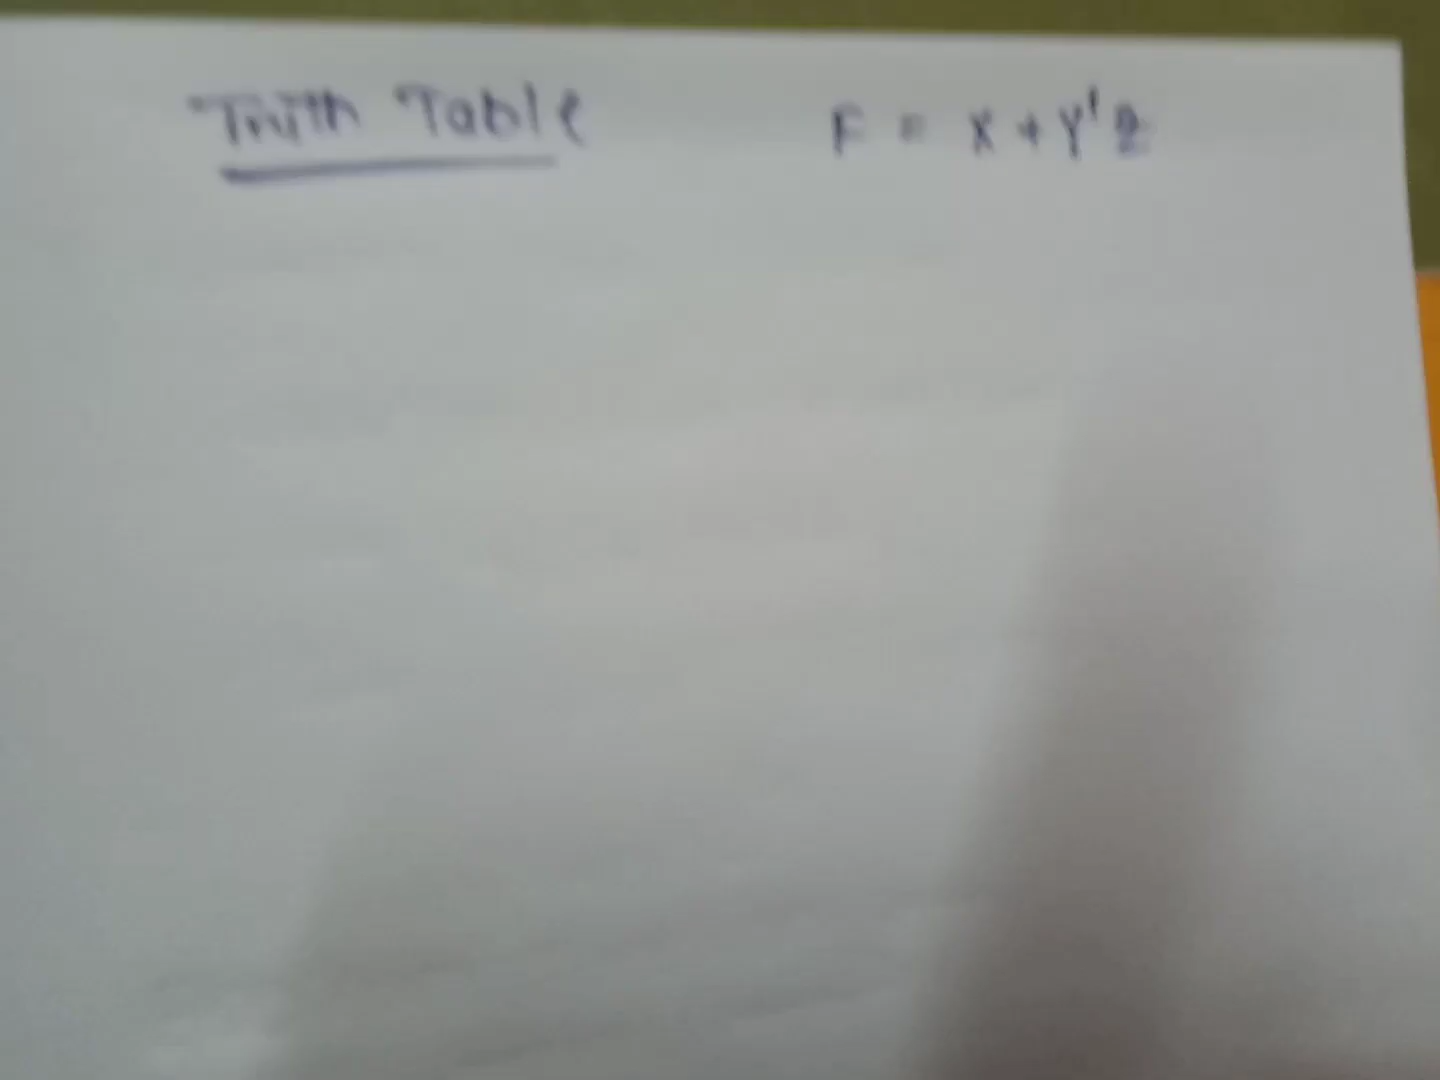 Truth Table
F = X + Y' Z